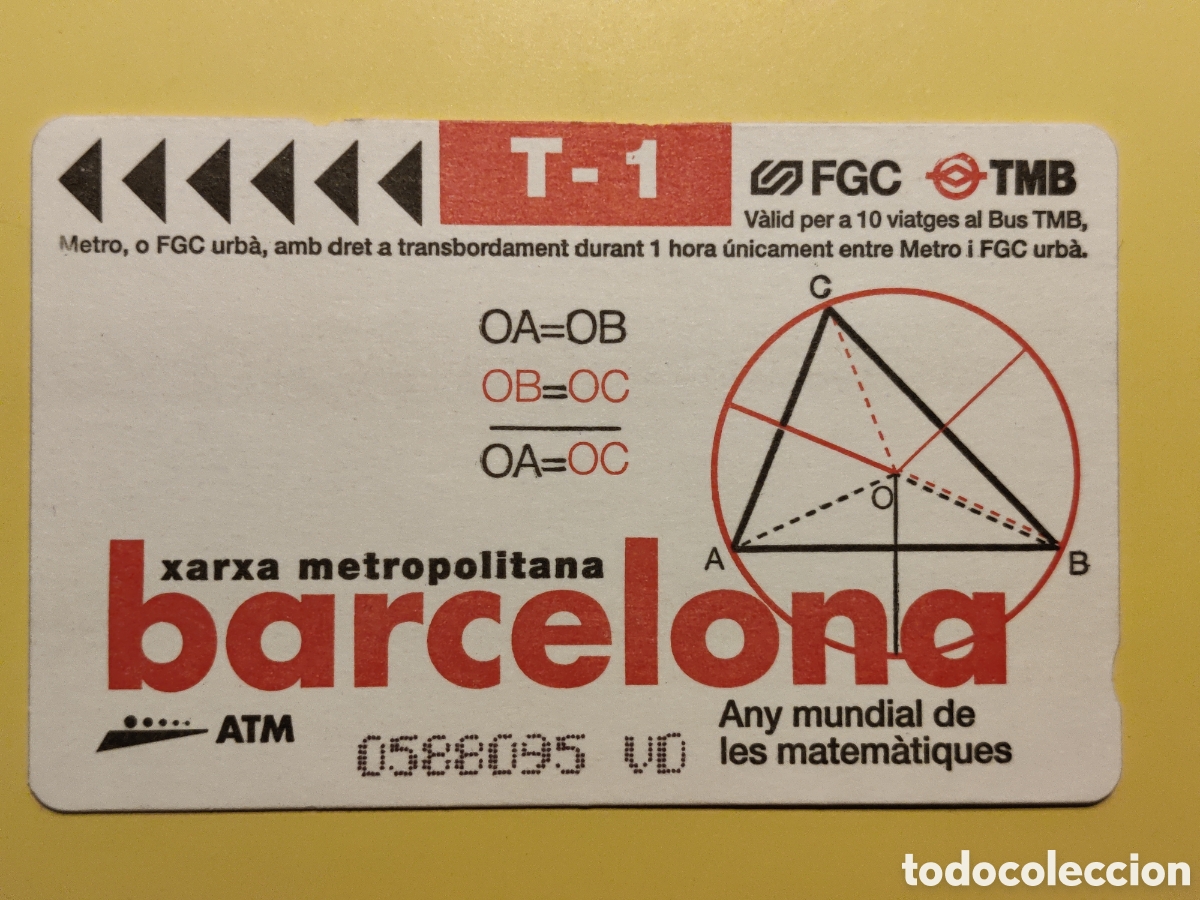 T-1
FGC TMB
Vàlid per a 10 viatges al Bus TMB,
Metro, o FGC urbà, amb dret a transbordament durant 1 hora únicament entre Metro i FGC urbà.
OA=OB
OB=OC
OA=OC
C
O
A
B
xarxa metropolitana
barcelona
ATM
0588095 VD
Any mundial de
les matemàtiques
todocoleccion